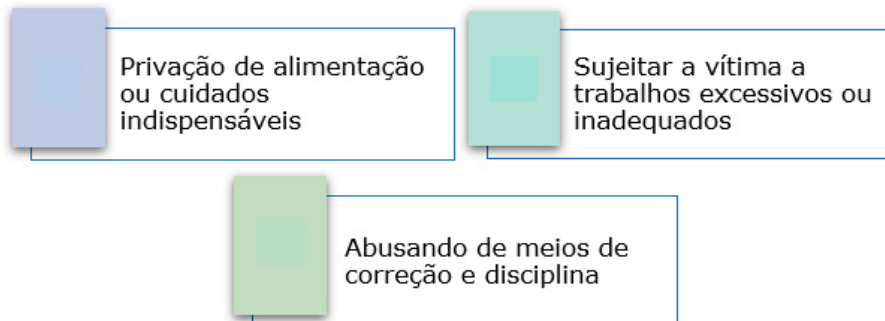 Privação de alimentação
ou cuidados
indispensáveis
Sujeitar a vítima a
trabalhos excessivos ou
inadequados
Abusando de meios de
correção e disciplina